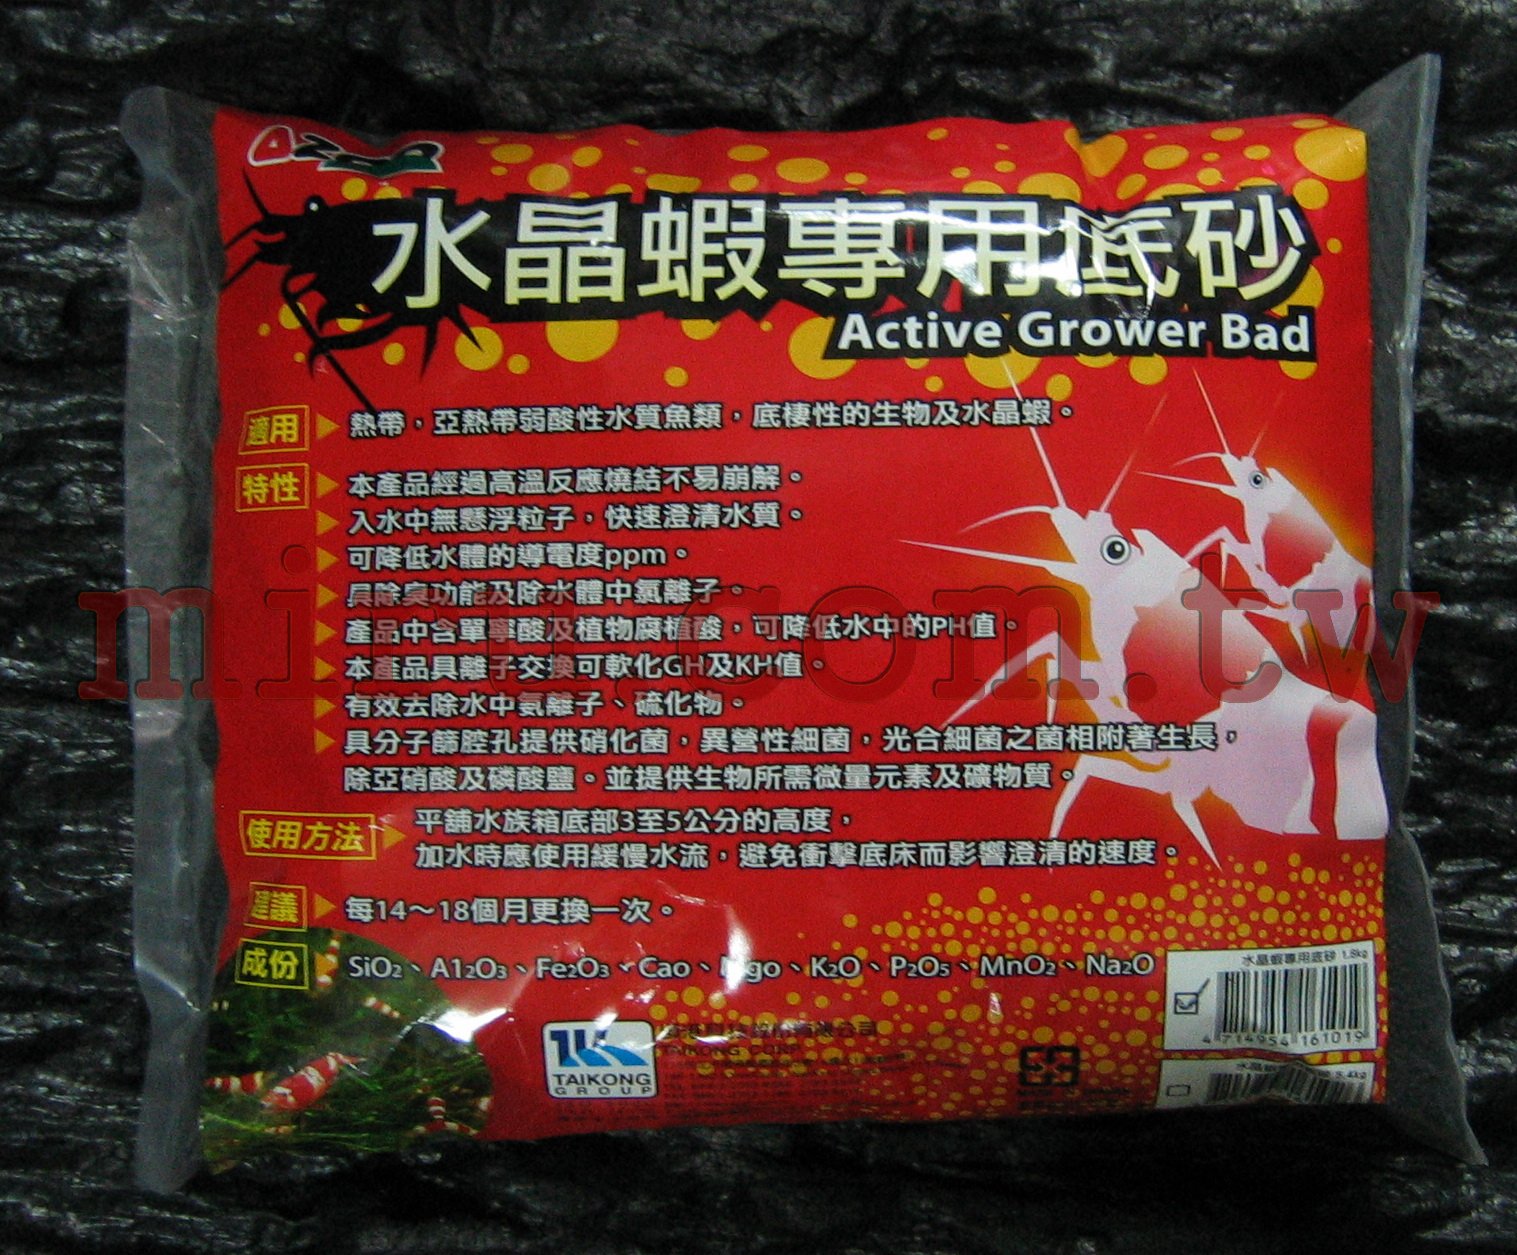 AZOO
水晶蝦專用底砂
Active Grower Bad
適用 熱帶，亞熱帶弱酸性水質魚類，底棲性的生物及水晶蝦。
特性 本產品經過高溫反應燒結不易崩解。
入水中無懸浮粒子，快速澄清水質。
可降低水體的導電度ppm。
具除臭功能及除水體中氨離子。
產品中含單寧酸及植物腐植酸，可降低水中的PH值。
本產品具離子交換可軟化GH及KH值。
有效去除水中氨離子、硫化物。
具分子篩腔孔提供硝化菌，異營性細菌，光合細菌之菌相附著生長，
除亞硝酸及磷酸鹽。並提供生物所需微量元素及礦物質。
使用方法 平鋪水族箱底部3至5公分的高度，
加水時應使用緩慢水流，避免衝擊底床而影響澄清的速度。
建議 每14～18個月更換一次。
成份 SiO2、A12O3、Fe2O3、Cao、Mgo、K2O、P2O5、MnO2、Na2O
水晶蝦專用底砂 1.8kg
4 714954 161019
TAIKONG
GROUP
TAIKONG CORP.
5.4kg